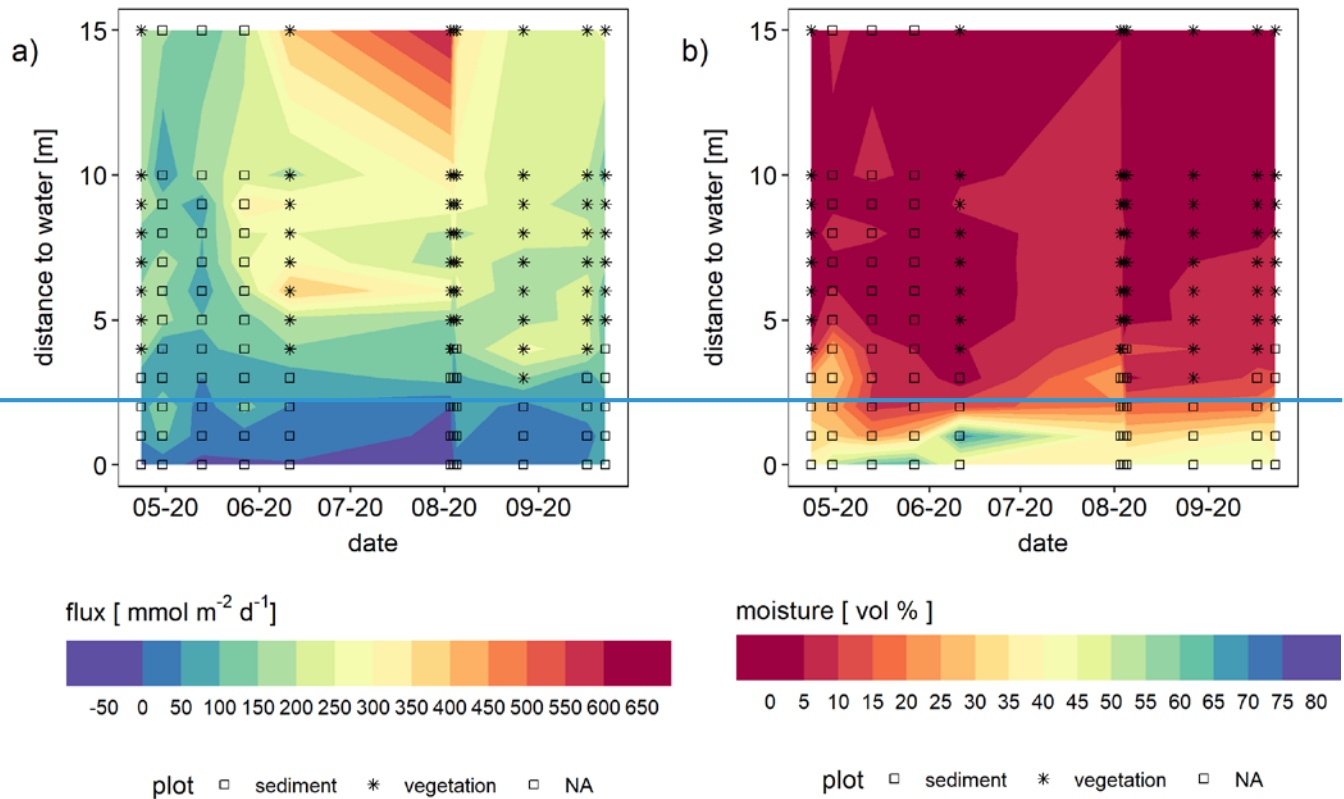 a)
distance to water [m]
15
10
5
0
05-20 06-20 07-20 08-20 09-20
date
flux [ mmol m⁻² d⁻¹]
-50 0 50 100 150 200 250 300 350 400 450 500 550 600 650
plot sediment vegetation NA
b)
distance to water [m]
15
10
5
0
05-20 06-20 07-20 08-20 09-20
date
moisture [ vol % ]
0 5 10 15 20 25 30 35 40 45 50 55 60 65 70 75 80
plot sediment vegetation NA